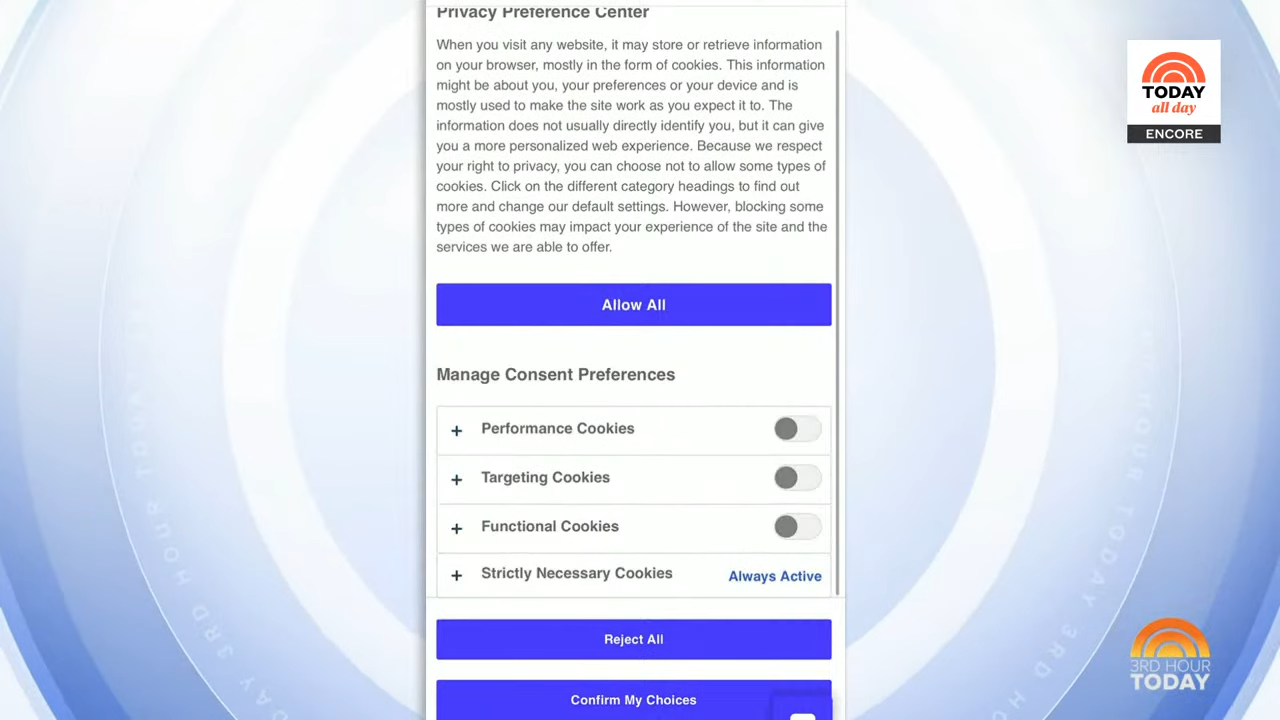 Privacy Preference Center
When you visit any website, it may store or retrieve information
on your browser, mostly in the form of cookies. This information
might be about you, your preferences or your device and is
mostly used to make the site work as you expect it to. The
information does not usually directly identify you, but it can give
you a more personalized web experience. Because we respect
your right to privacy, you can choose not to allow some types of
cookies. Click on the different category headings to find out
more and change our default settings. However, blocking some
types of cookies may impact your experience of the site and the
services we are able to offer.
Allow All
Manage Consent Preferences
+ Performance Cookies
+ Targeting Cookies
+ Functional Cookies
+ Strictly Necessary Cookies Always Active
Reject All
Confirm My Choices
TODAY
all day
ENCORE
3RD HOUR
TODAY